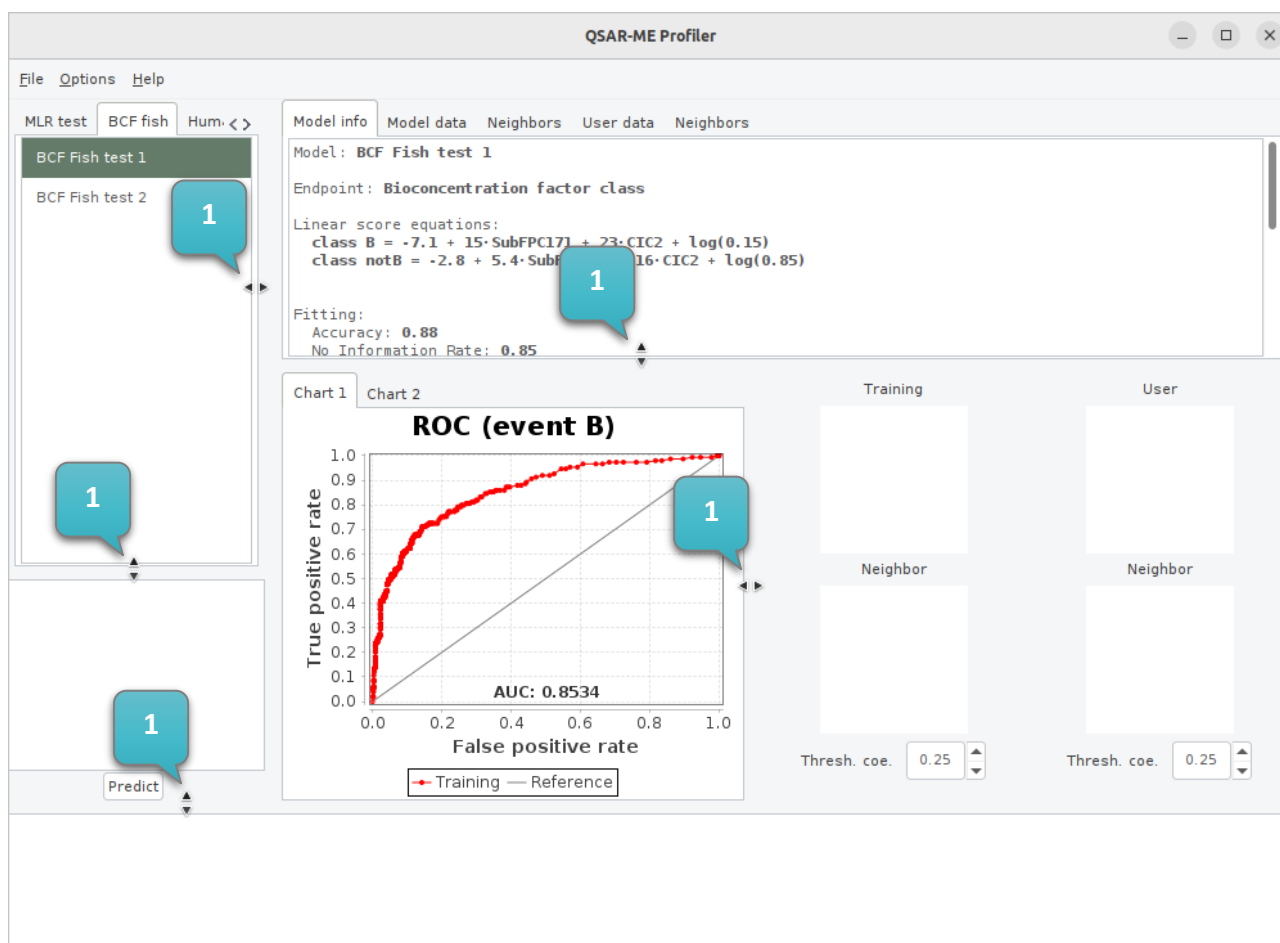 QSAR-ME Profiler
File Options Help
MLR test BCF fish Hum
BCF Fish test 1
BCF Fish test 2
1
1
1
Predict
Model info Model data Neighbors User data Neighbors
Model: BCF Fish test 1
Endpoint: Bioconcentration factor class
Linear score equations:
class B = -7.1 + 15·SubFPC171 + 23·CIC2 + log(0.15)
class notB = -2.8 + 5.4·Sub 16·CIC2 + log(0.85)
1
Fitting:
Accuracy: 0.88
No Information Rate: 0.85
Chart 1 Chart 2
ROC (event B)
True positive rate
1.0
0.9
0.8
0.7
0.6
0.5
0.4
0.3
0.2
0.1
0.0
AUC: 0.8534
0.0 0.2 0.4 0.6 0.8 1.0
False positive rate
Training Reference
1
Training User
Neighbor Neighbor
Thresh. coe. 0.25 Thresh. coe. 0.25